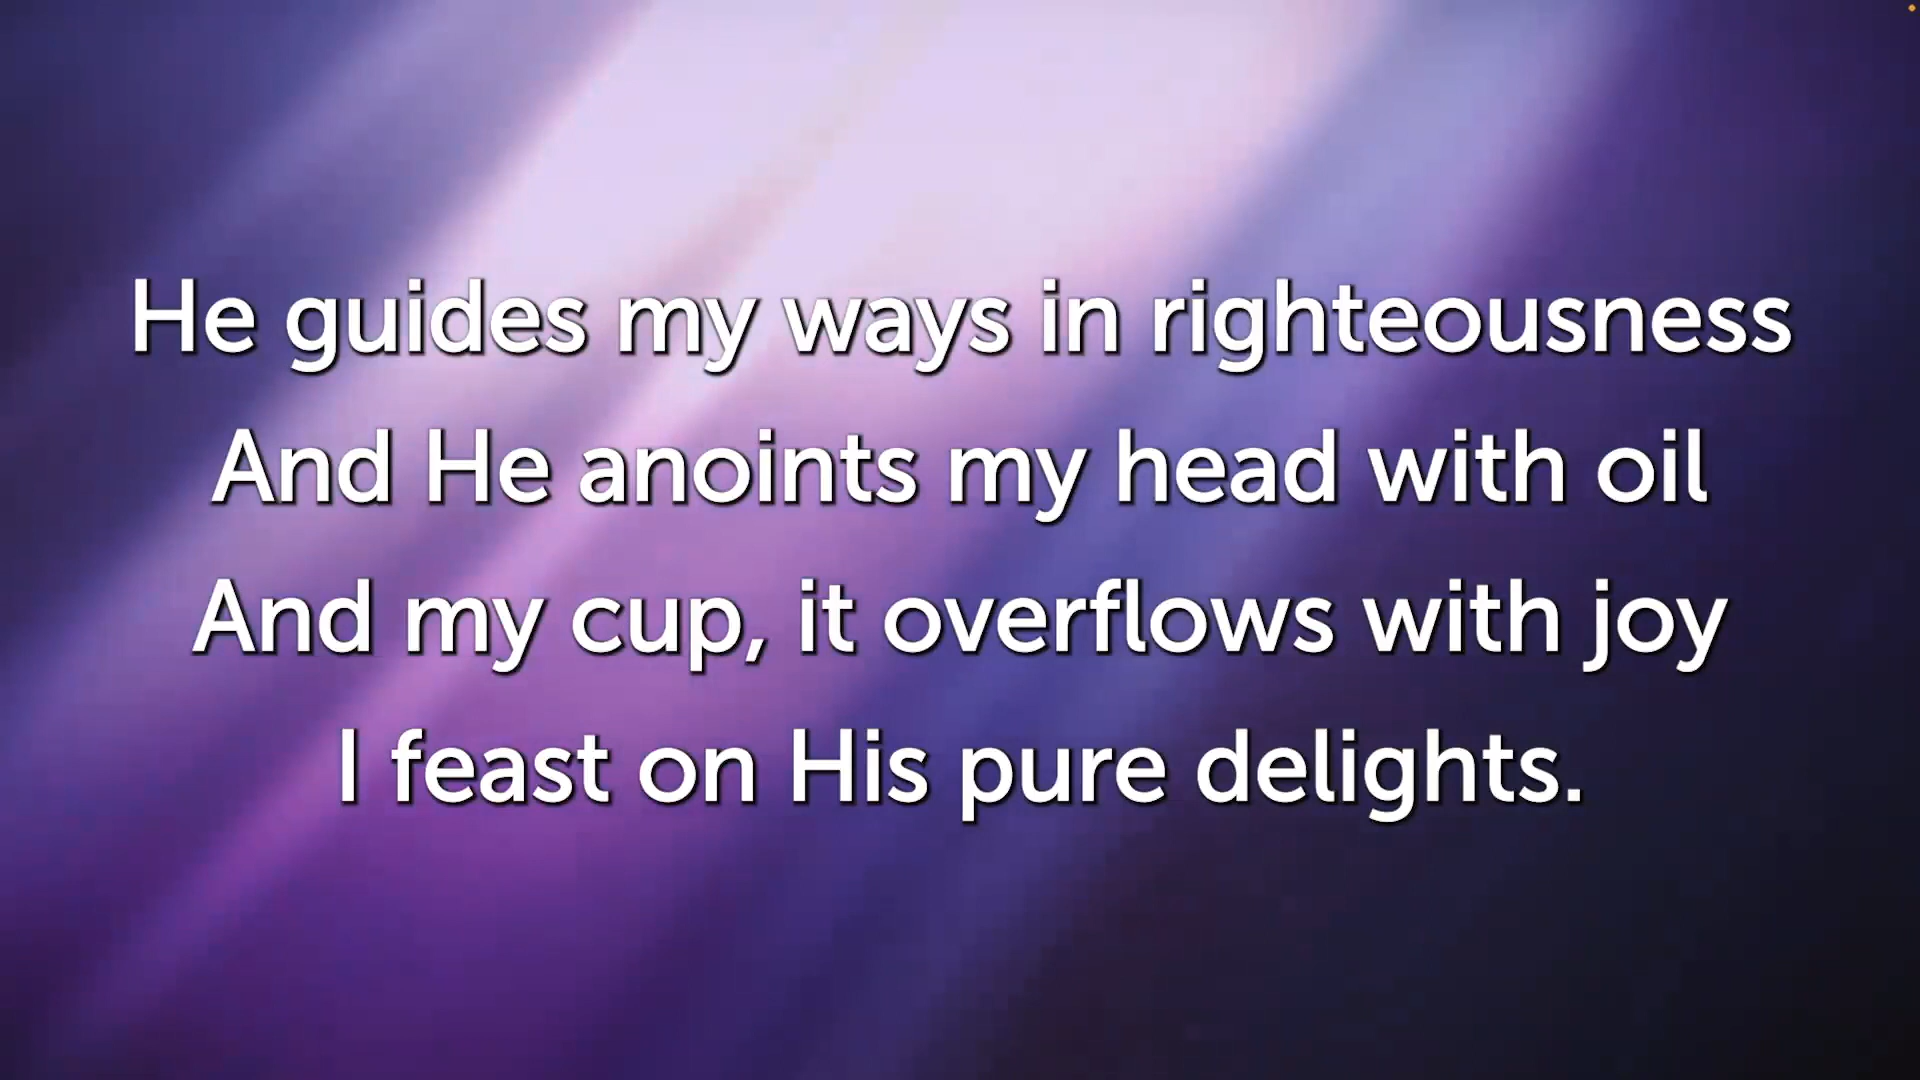 He guides my ways in righteousness
And He anoints my head with oil
And my cup, it overflows with joy
I feast on His pure delights.